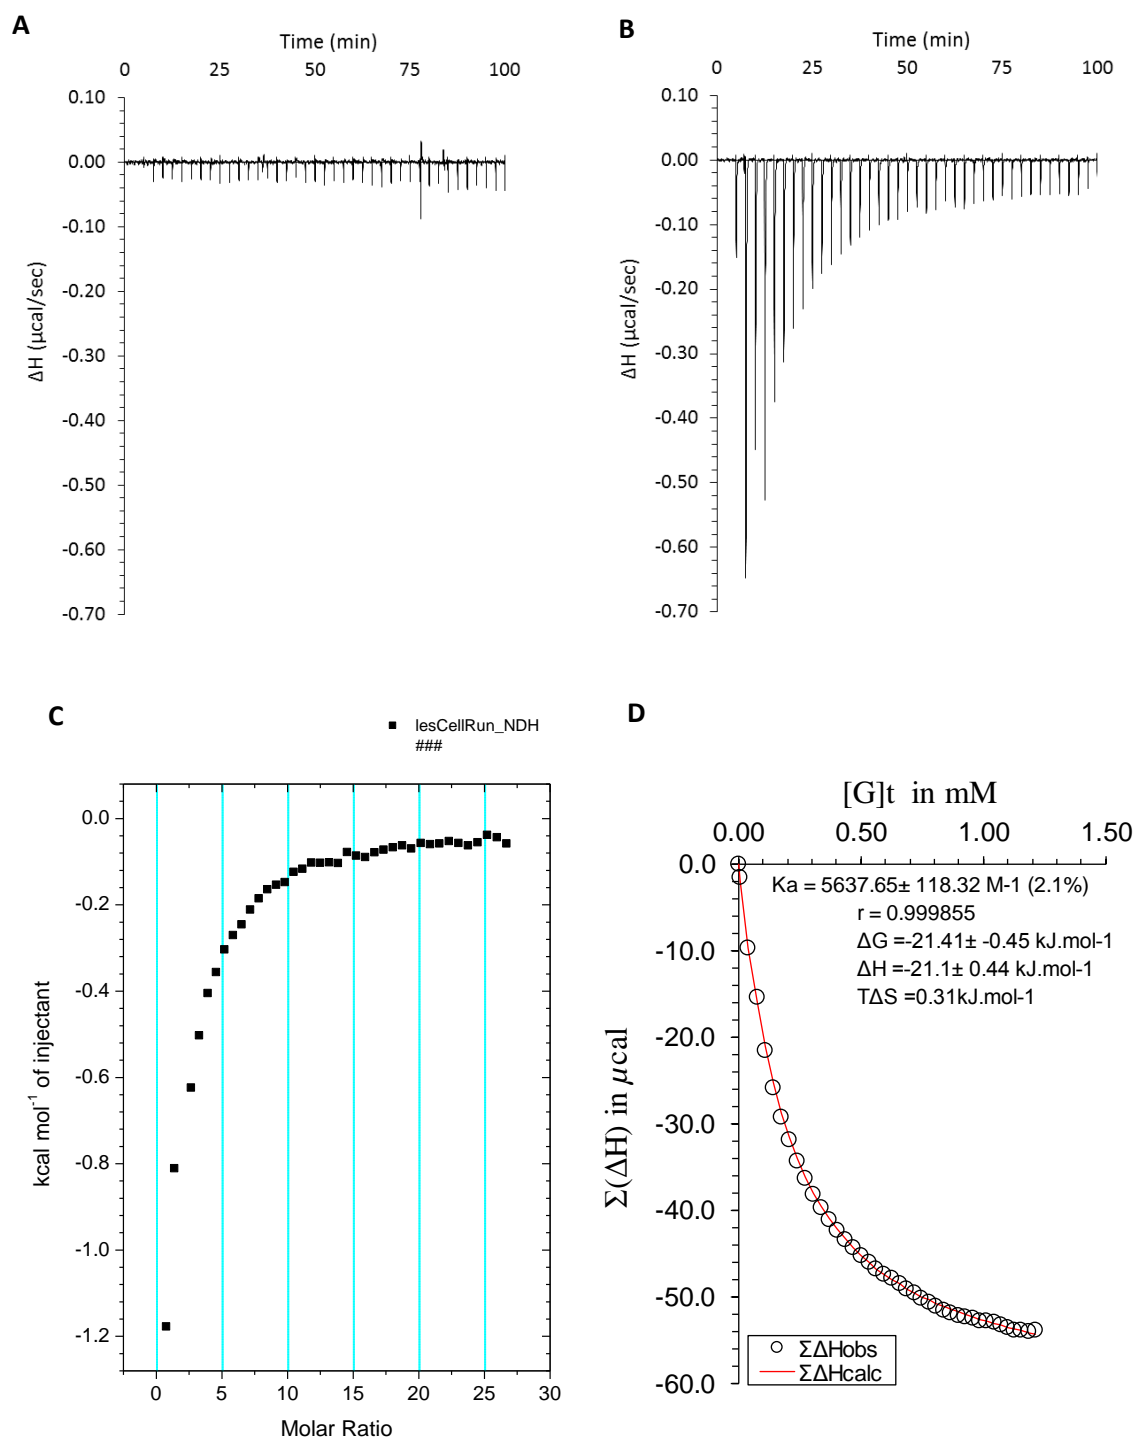 A
Time (min)
0 25 50 75 100
0.10
0.00
-0.10
-0.20
-0.30
-0.40
-0.50
-0.60
-0.70
ΔH (µcal/sec)
B
Time (min)
0 25 50 75 100
0.10
0.00
-0.10
-0.20
-0.30
-0.40
-0.50
-0.60
-0.70
ΔH (µcal/sec)
C
lesCellRun_NDH
###
0.0
-0.2
-0.4
-0.6
-0.8
-1.0
-1.2
kcal mol⁻¹ of injectant
0 5 10 15 20 25 30
Molar Ratio
D
[G]t in mM
0.00 0.50 1.00 1.50
0.0
-10.0
-20.0
-30.0
-40.0
-50.0
-60.0
Σ(ΔH) in µcal
Ka = 5637.65± 118.32 M-1 (2.1%)
r = 0.999855
ΔG =-21.41± -0.45 kJ.mol-1
ΔH =-21.1± 0.44 kJ.mol-1
TΔS =0.31kJ.mol-1
ΣΔHobs
ΣΔHcalc